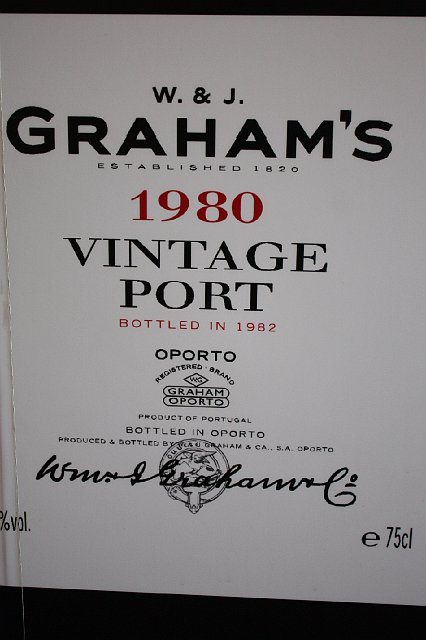 W. & J.
GRAHAM'S
ESTABLISHED 1820
1980
VINTAGE
PORT
BOTTLED IN 1982
OPORTO
REGISTERED · BRAND
WG
GRAHAM
OPORTO
PRODUCT OF PORTUGAL
BOTTLED IN OPORTO
PRODUCED & BOTTLED BY W. & J. GRAHAM & CA., S.A. OPORTO
Wm. & J. Graham & Co.
%vol.
e 75cl